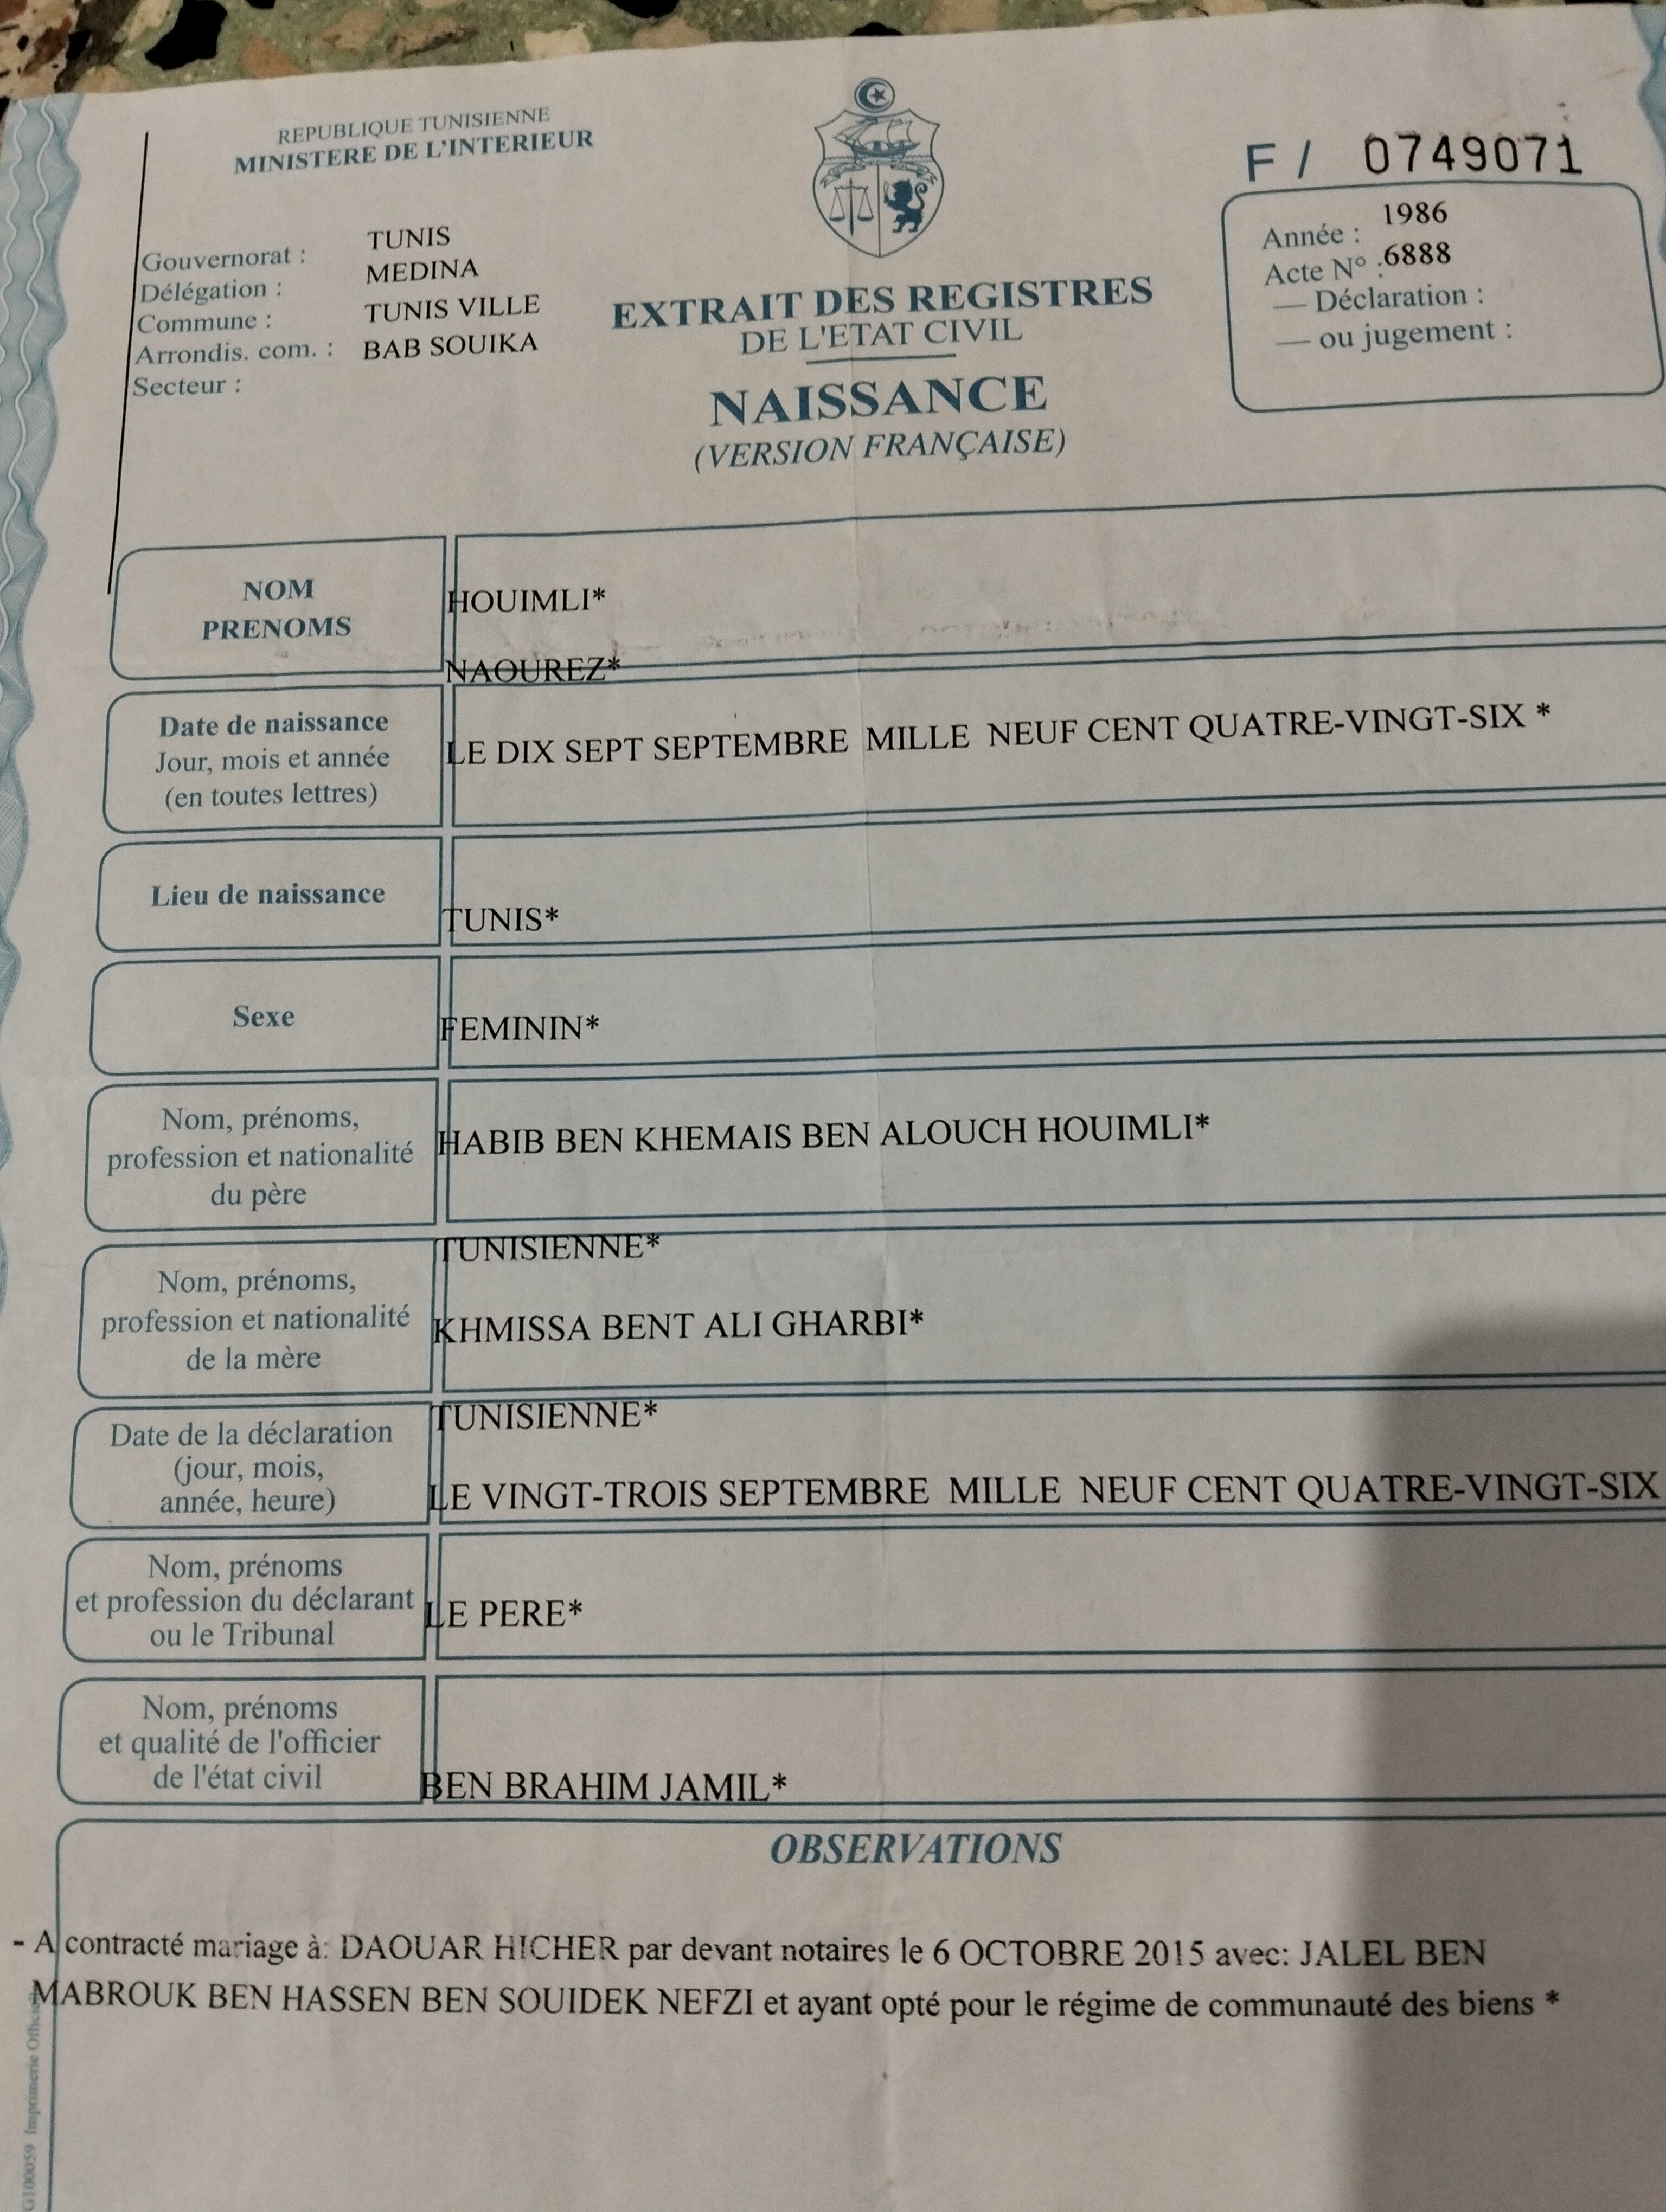 REPUBLIQUE TUNISIENNE
MINISTERE DE L'INTERIEUR
F / 0749071
Gouvernorat : TUNIS
Délégation : MEDINA
Commune : TUNIS VILLE
Arrondis. com. : BAB SOUIKA
Secteur :
EXTRAIT DES REGISTRES
DE L'ETAT CIVIL
NAISSANCE
(VERSION FRANÇAISE)
Année : 1986
Acte N° : 6888
— Déclaration :
— ou jugement :
NOM
PRENOMS
HOUIMLI*
NAOUREZ*
Date de naissance
Jour, mois et année
(en toutes lettres)
LE DIX SEPT SEPTEMBRE MILLE NEUF CENT QUATRE-VINGT-SIX *
Lieu de naissance
TUNIS*
Sexe
FEMININ*
Nom, prénoms,
profession et nationalité
du père
HABIB BEN KHEMAIS BEN ALOUCH HOUIMLI*
TUNISIENNE*
Nom, prénoms,
profession et nationalité
de la mère
KHMISSA BENT ALI GHARBI*
TUNISIENNE*
Date de la déclaration
(jour, mois,
année, heure)
LE VINGT-TROIS SEPTEMBRE MILLE NEUF CENT QUATRE-VINGT-SIX
Nom, prénoms
et profession du déclarant
ou le Tribunal
LE PERE*
Nom, prénoms
et qualité de l'officier
de l'état civil
BEN BRAHIM JAMIL*
OBSERVATIONS
- A contracté mariage à: DAOUAR HICHER par devant notaires le 6 OCTOBRE 2015 avec: JALEL BEN
MABROUK BEN HASSEN BEN SOUIDEK NEFZI et ayant opté pour le régime de communauté des biens *
G100059 Imprimerie